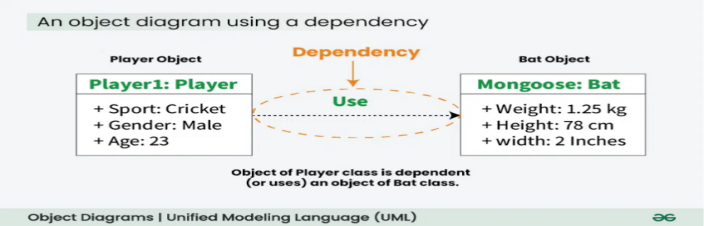 An object diagram using a dependency
Dependency
Player Object
Bat Object
Player1: Player
+ Sport: Cricket
+ Gender: Male
+ Age: 23
Use
Mongoose: Bat
+ Weight: 1.25 kg
+ Height: 78 cm
+ width: 2 Inches
Object of Player class is dependent
(or uses) an object of Bat class.
Object Diagrams | Unified Modeling Language (UML)